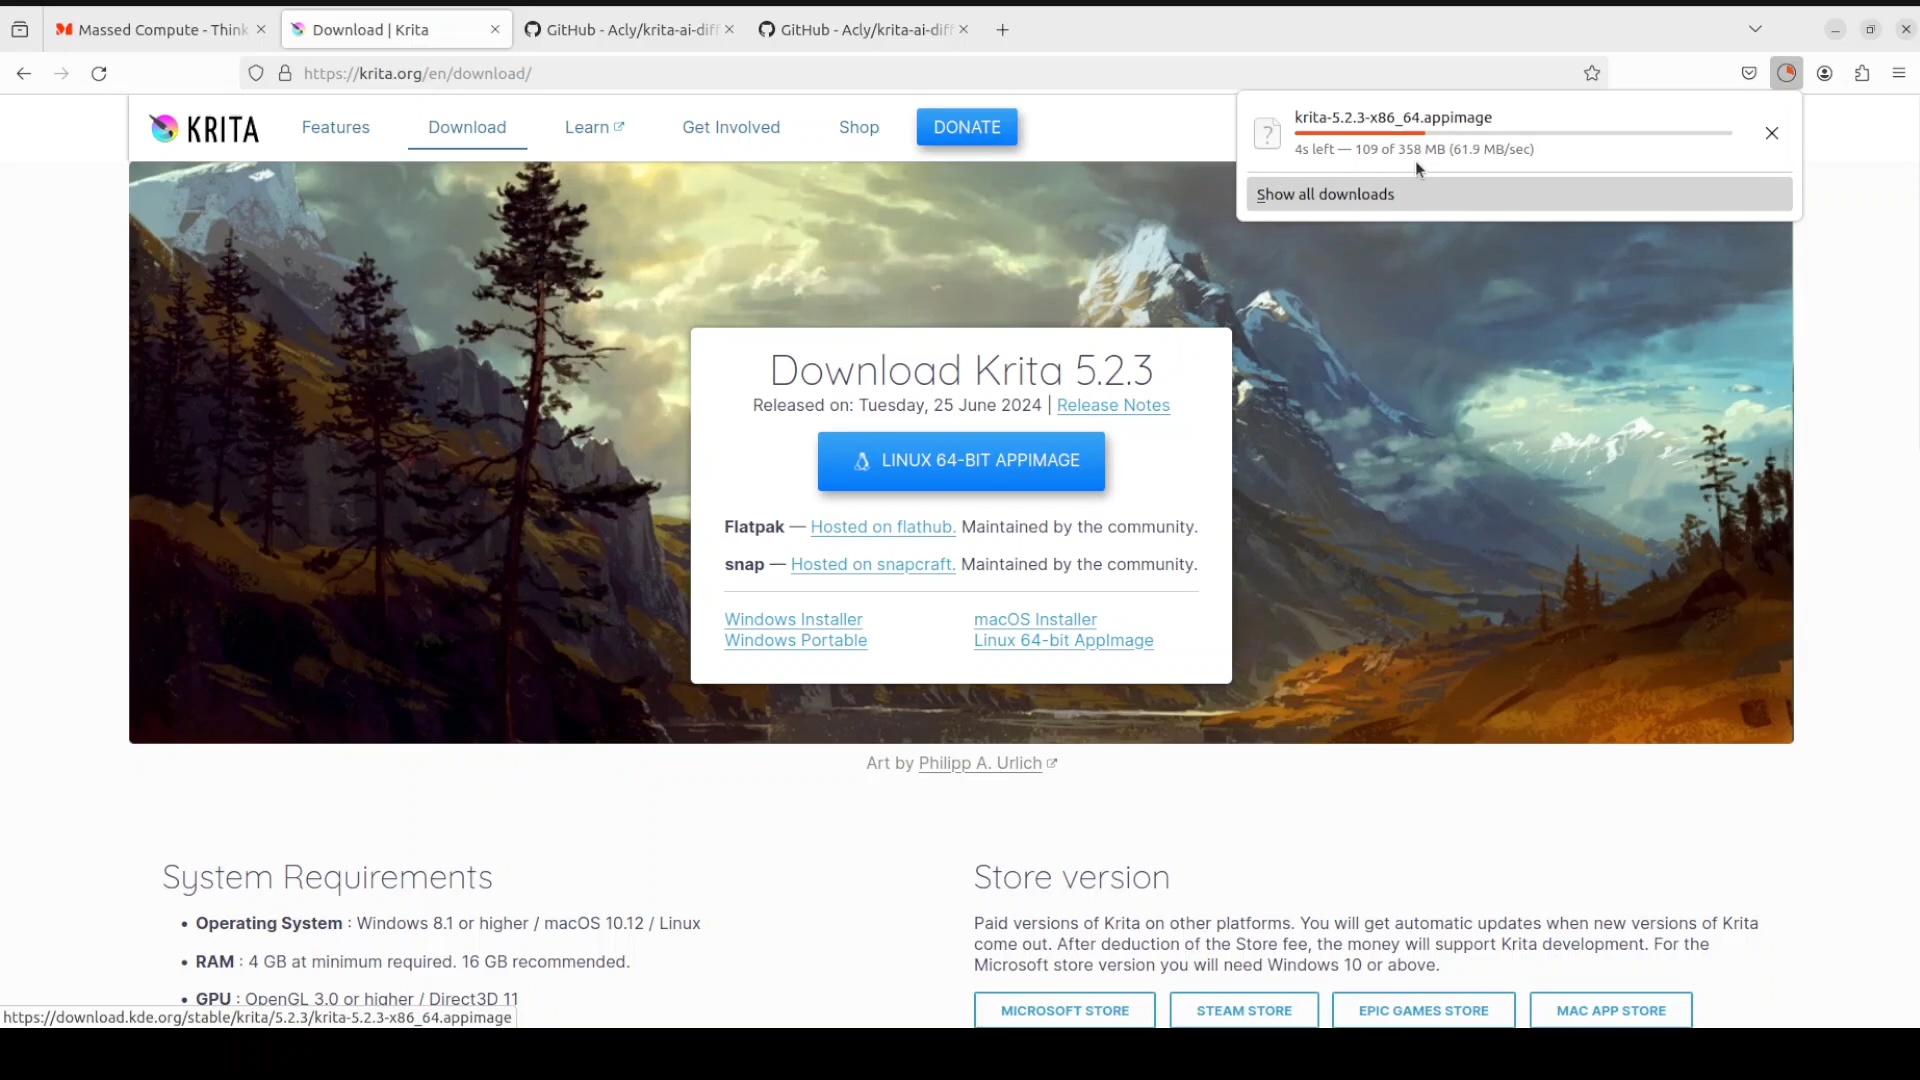 Massed Compute - Think
Download | Krita
GitHub - Acly/krita-ai-diff
GitHub - Acly/krita-ai-diff
https://krita.org/en/download/
KRITA
Features
Download
Learn
Get Involved
Shop
DONATE
krita-5.2.3-x86_64.appimage
4s left — 109 of 358 MB (61.9 MB/sec)
Show all downloads
Download Krita 5.2.3
Released on: Tuesday, 25 June 2024 | Release Notes
LINUX 64-BIT APPIMAGE
Flatpak — Hosted on flathub. Maintained by the community.
snap — Hosted on snapcraft. Maintained by the community.
Windows Installer
macOS Installer
Windows Portable
Linux 64-bit AppImage
Art by Philipp A. Urlich
System Requirements
• Operating System : Windows 8.1 or higher / macOS 10.12 / Linux
• RAM : 4 GB at minimum required. 16 GB recommended.
• GPU : OpenGL 3.0 or higher / Direct3D 11
Store version
Paid versions of Krita on other platforms. You will get automatic updates when new versions of Krita
come out. After deduction of the Store fee, the money will support Krita development. For the
Microsoft store version you will need Windows 10 or above.
MICROSOFT STORE
STEAM STORE
EPIC GAMES STORE
MAC APP STORE
https://download.kde.org/stable/krita/5.2.3/krita-5.2.3-x86_64.appimage